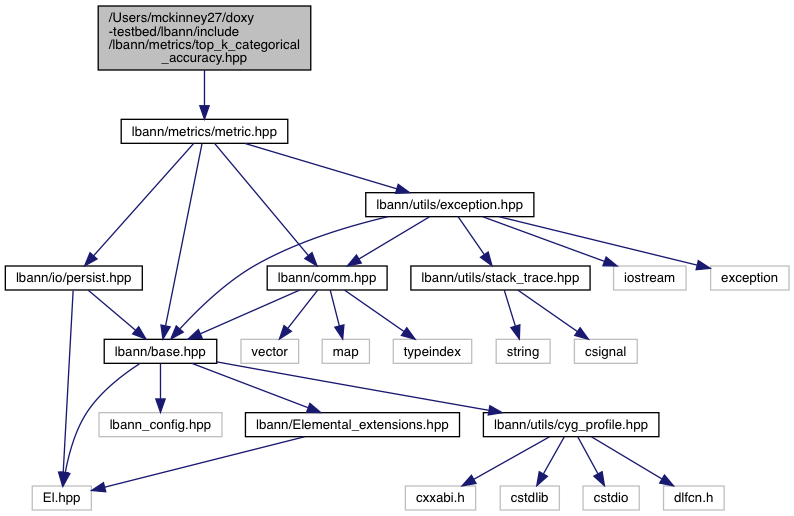 /Users/mckinney27/doxy
-testbed/lbann/include
/lbann/metrics/top_k_categorical
_accuracy.hpp
lbann/metrics/metric.hpp
lbann/utils/exception.hpp
lbann/io/persist.hpp
lbann/comm.hpp
lbann/utils/stack_trace.hpp
iostream
exception
lbann/base.hpp
vector
map
typeindex
string
csignal
lbann_config.hpp
lbann/Elemental_extensions.hpp
lbann/utils/cyg_profile.hpp
El.hpp
cxxabi.h
cstdlib
cstdio
dlfcn.h